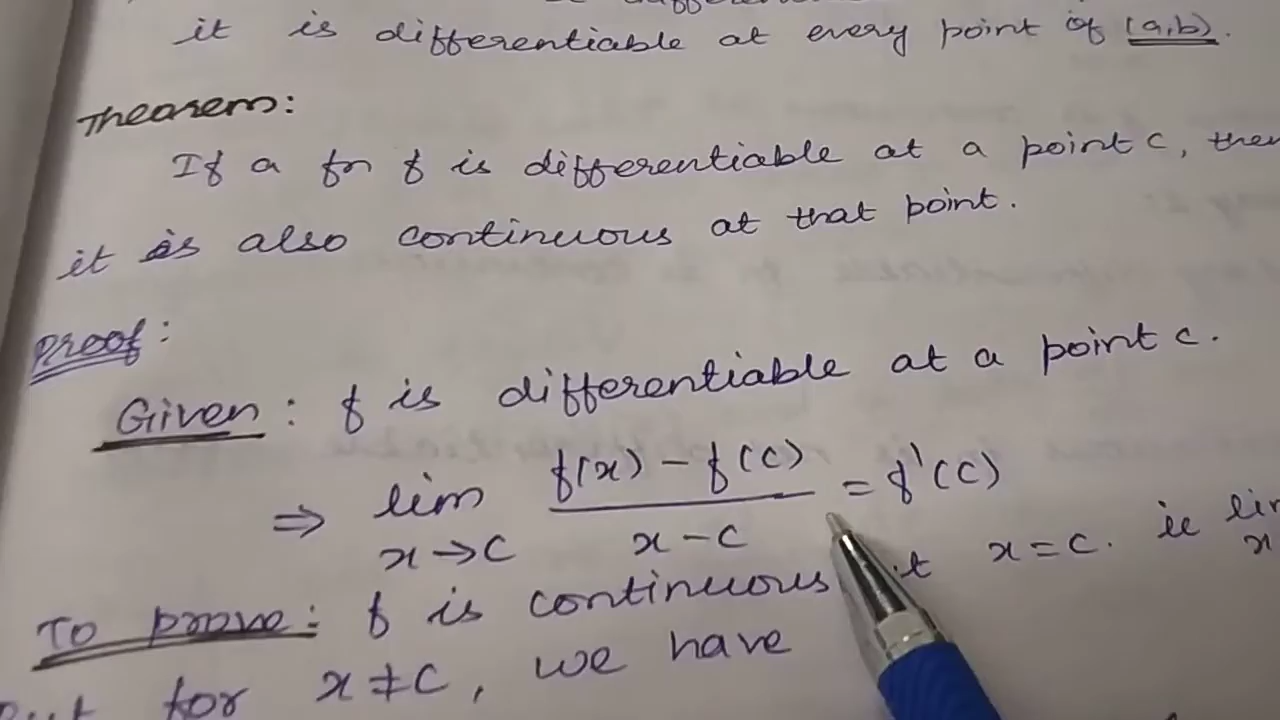 it is differentiable at every point of (a,b).
Theorem:
If a fn f is differentiable at a point c, then
it is also continuous at that point.
Proof:
Given: f is differentiable at a point c.
⇒ lim x→c f(x) - f(c) / x - c = f'(c)
To prove: f is continuous at x = c. ie lim x
But for x ≠ c, we have